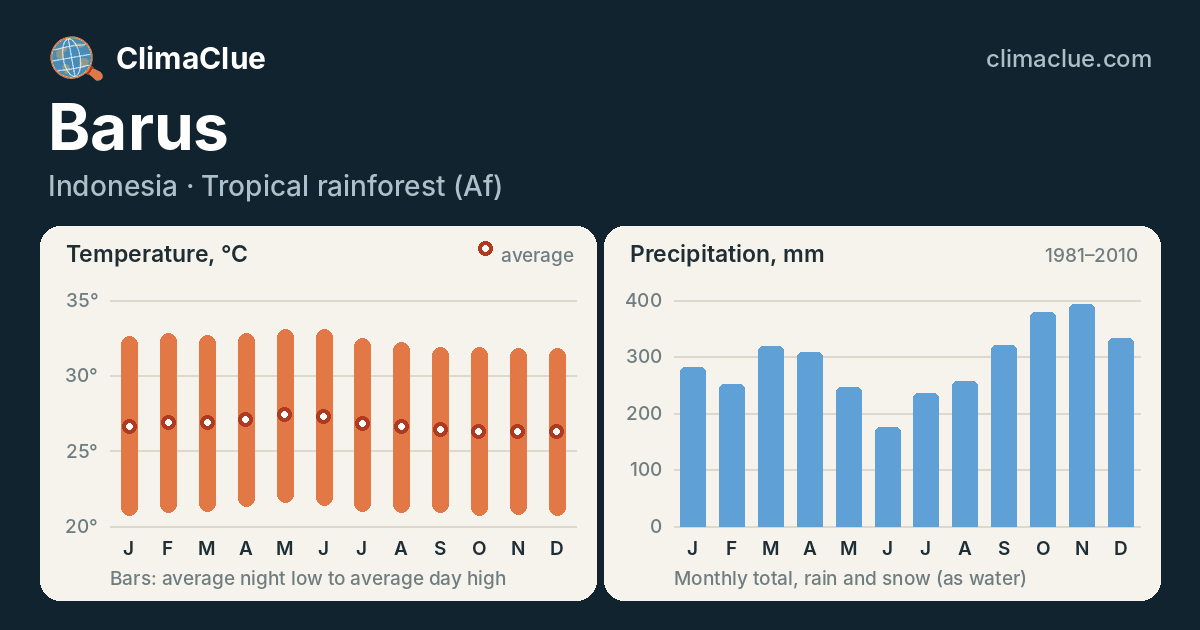 ClimaClue
climaclue.com
Barus
Indonesia · Tropical rainforest (Af)
Temperature, °C
average
35°
30°
25°
20°
J F M A M J J A S O N D
Bars: average night low to average day high
Precipitation, mm
1981–2010
400
300
200
100
0
J F M A M J J A S O N D
Monthly total, rain and snow (as water)